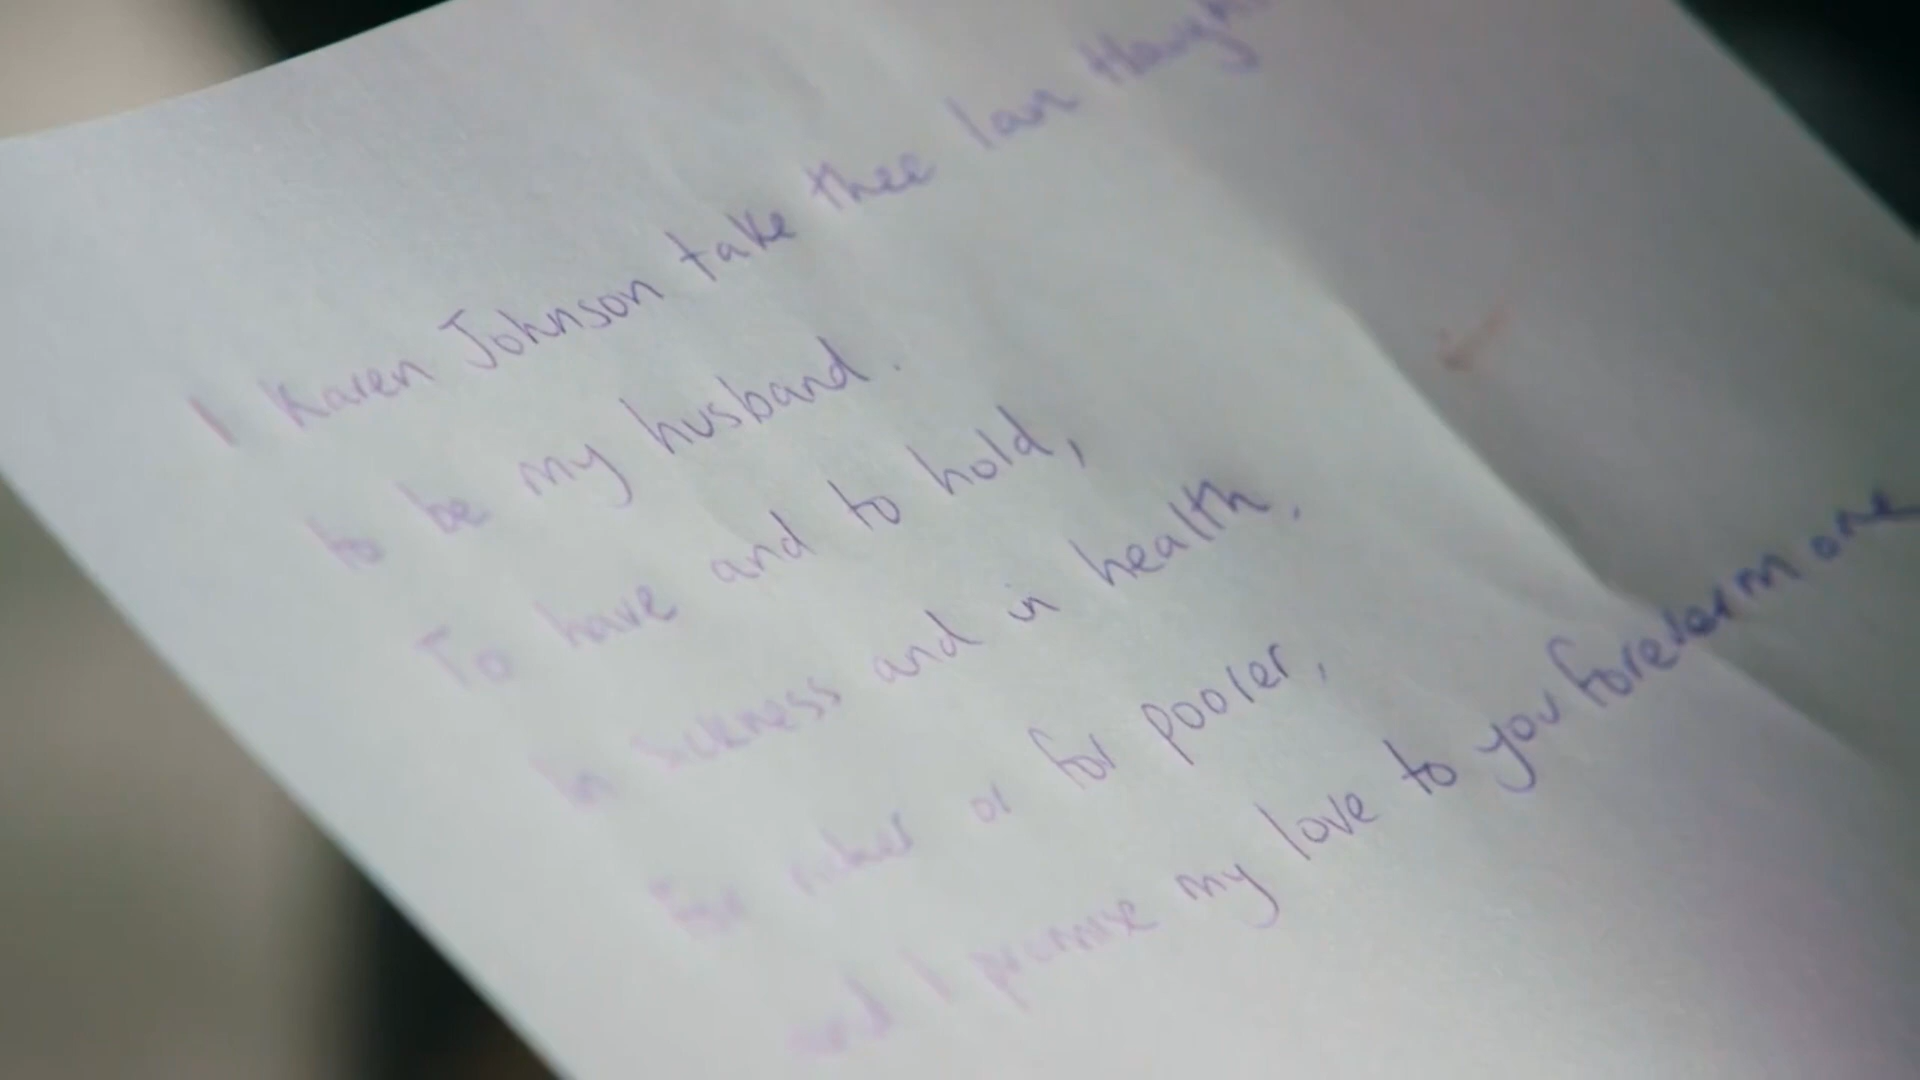 I Karen Johnson take thee Ian
to be my husband.
To have and to hold,
In sickness and in health,
For richer or for poorer,
and I promise my love to you forevermore